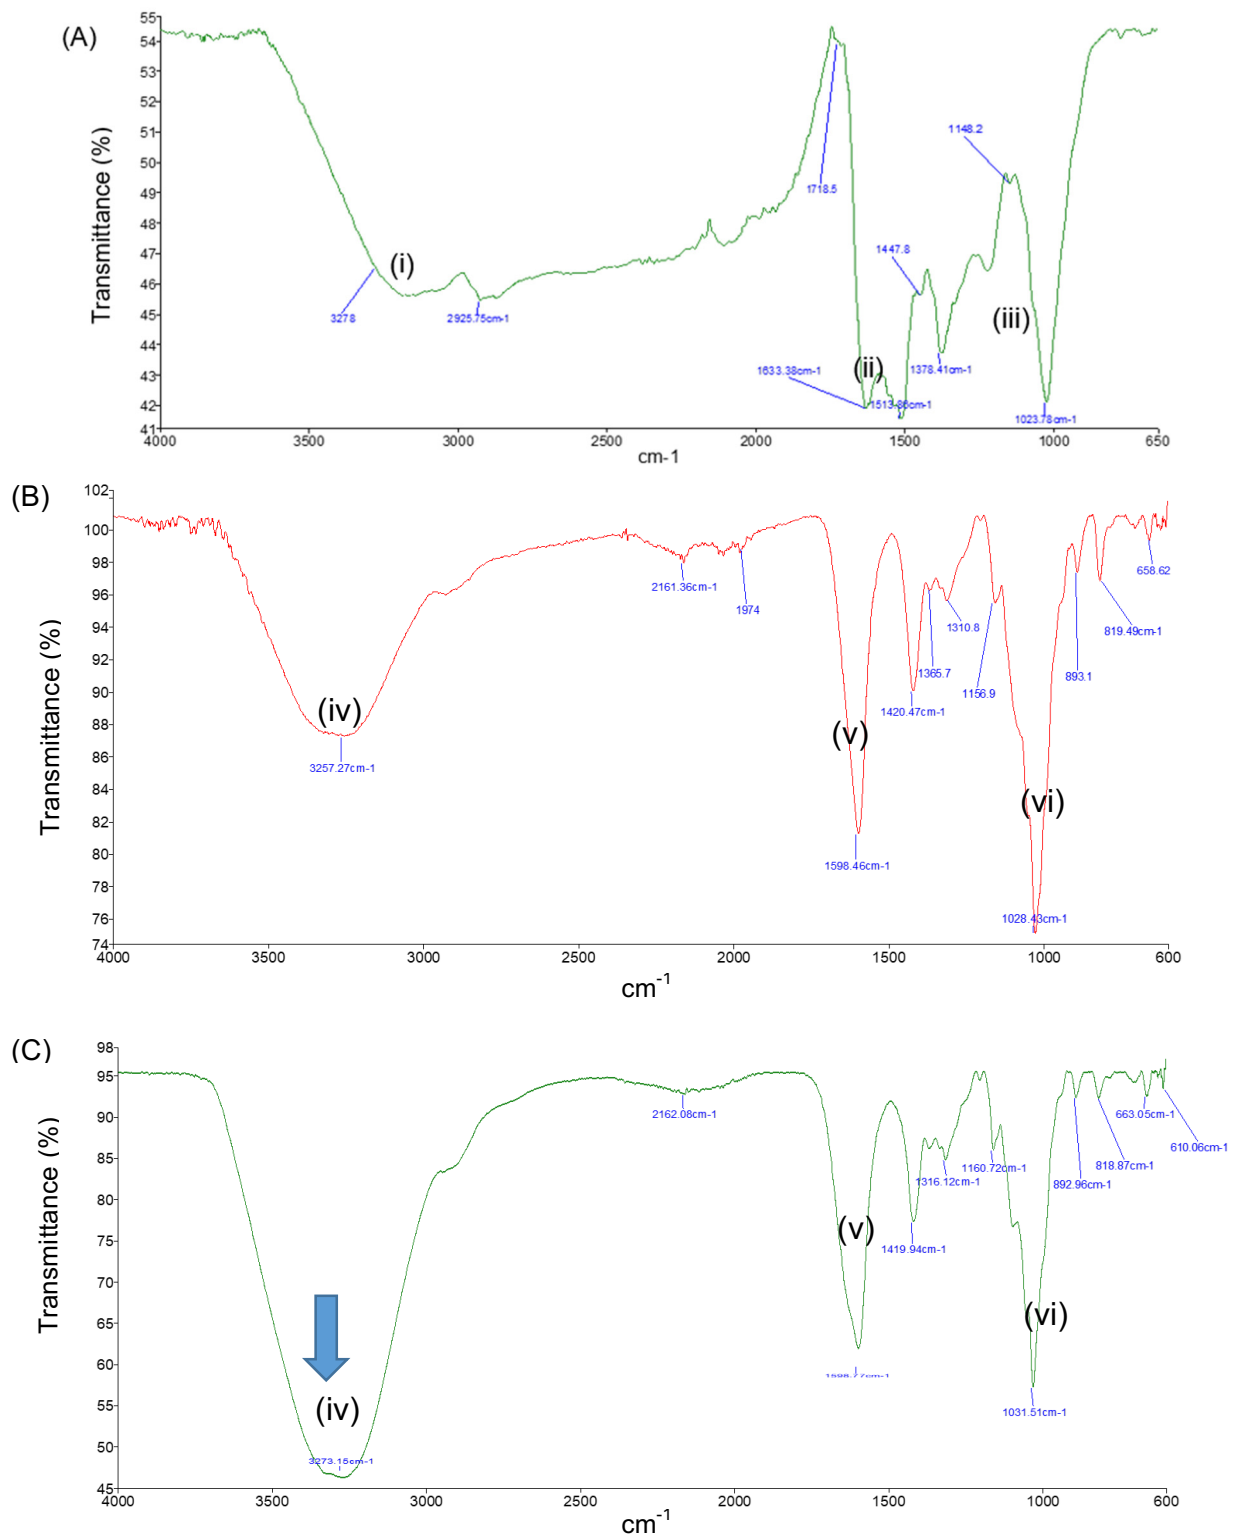 (A)
Transmittance (%)
55
54
53
52
51
50
49
48
47
46
45
44
43
42
41
(i)
3278
2925.75cm-1
1718.5
1148.2
1447.8
(iii)
(ii)
1633.38cm-1
1513.86cm-1
1378.41cm-1
1023.78cm-1
4000 3500 3000 2500 2000 1500 1000 650
cm-1
(B)
Transmittance (%)
102
100
98
96
94
92
90
88
86
84
82
80
78
76
74
2161.36cm-1
1974
658.62
1310.8
819.49cm-1
1365.7
893.1
1156.9
1420.47cm-1
(iv)
(v)
3257.27cm-1
(vi)
1598.46cm-1
1028.43cm-1
4000 3500 3000 2500 2000 1500 1000 600
cm-1
(C)
Transmittance (%)
98
95
90
85
80
75
70
65
60
55
50
45
2162.08cm-1
663.05cm-1
610.06cm-1
1160.72cm-1
818.87cm-1
1316.12cm-1
892.96cm-1
(v)
1419.94cm-1
(vi)
(iv)
1031.51cm-1
3273.15cm-1
4000 3500 3000 2500 2000 1500 1000 600
cm-1